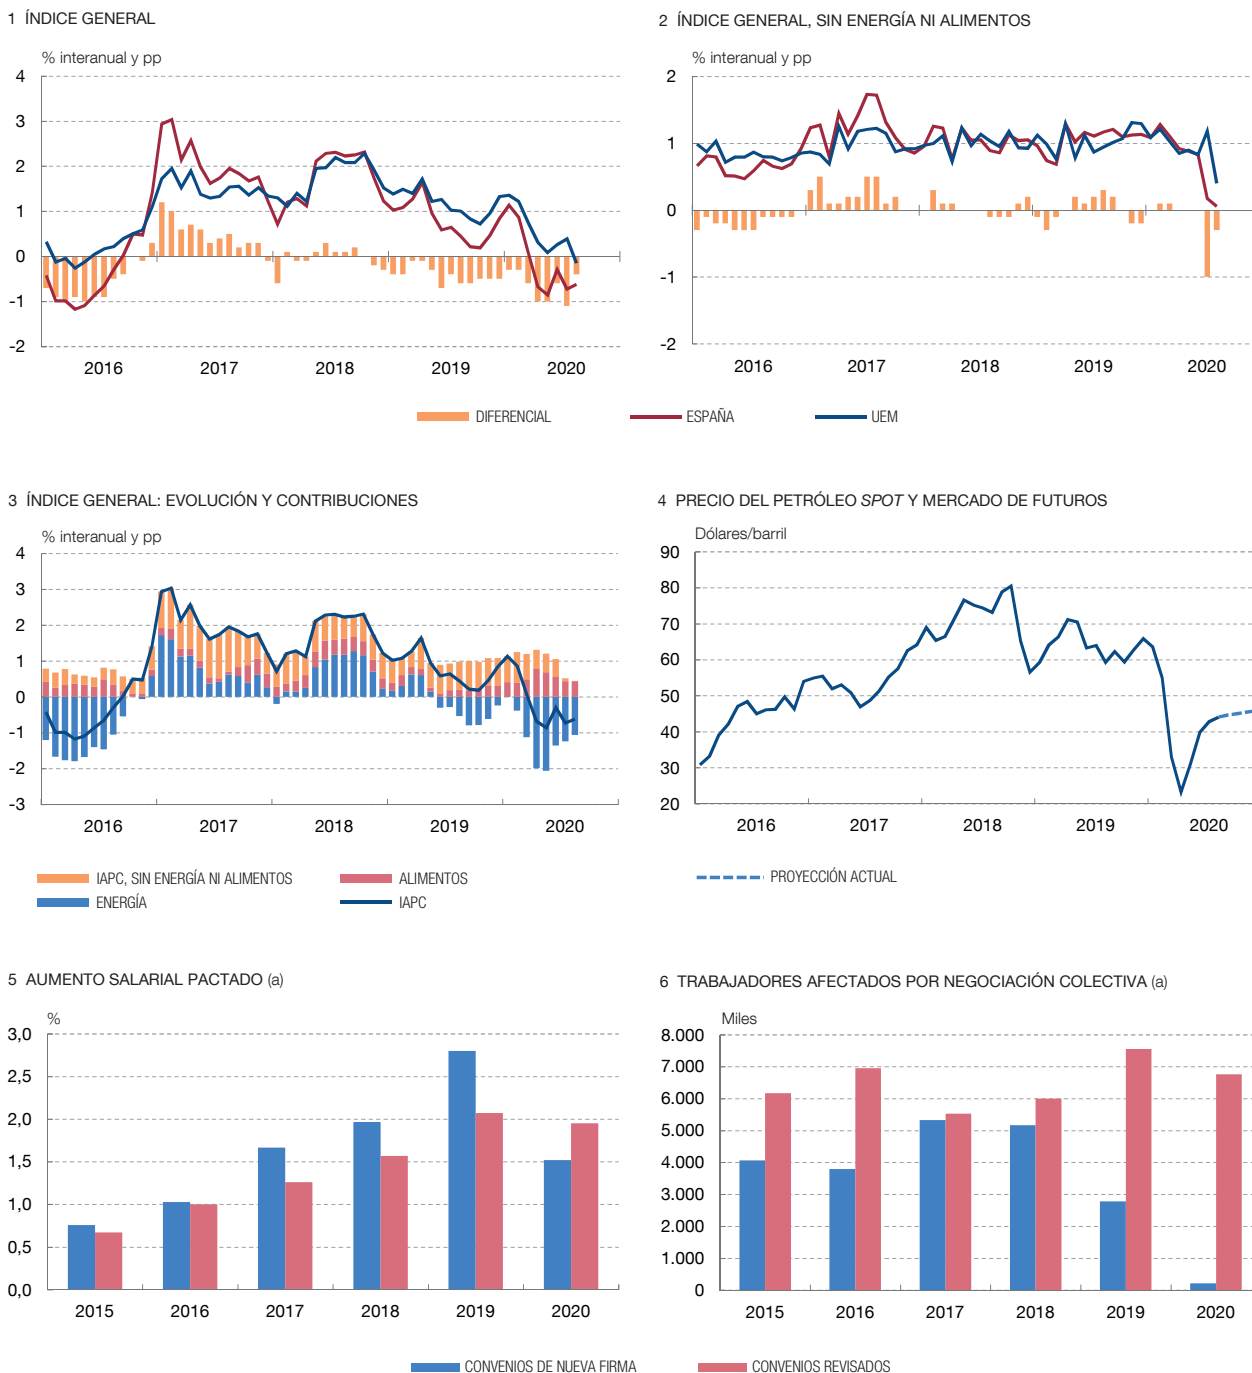 1 ÍNDICE GENERAL
% interanual y pp
4
3
2
1
0
-1
-2
2016 2017 2018 2019 2020
2 ÍNDICE GENERAL, SIN ENERGÍA NI ALIMENTOS
% interanual y pp
2
1
0
-1
-2
2016 2017 2018 2019 2020
DIFERENCIAL ESPAÑA UEM
3 ÍNDICE GENERAL: EVOLUCIÓN Y CONTRIBUCIONES
% interanual y pp
4
3
2
1
0
-1
-2
-3
2016 2017 2018 2019 2020
IAPC, SIN ENERGÍA NI ALIMENTOS ALIMENTOS
ENERGÍA IAPC
4 PRECIO DEL PETRÓLEO SPOT Y MERCADO DE FUTUROS
Dólares/barril
90
80
70
60
50
40
30
20
2016 2017 2018 2019 2020
PROYECCIÓN ACTUAL
5 AUMENTO SALARIAL PACTADO (a)
%
3,0
2,5
2,0
1,5
1,0
0,5
0,0
2015 2016 2017 2018 2019 2020
6 TRABAJADORES AFECTADOS POR NEGOCIACIÓN COLECTIVA (a)
Miles
8.000
7.000
6.000
5.000
4.000
3.000
2.000
1.000
0
2015 2016 2017 2018 2019 2020
CONVENIOS DE NUEVA FIRMA CONVENIOS REVISADOS